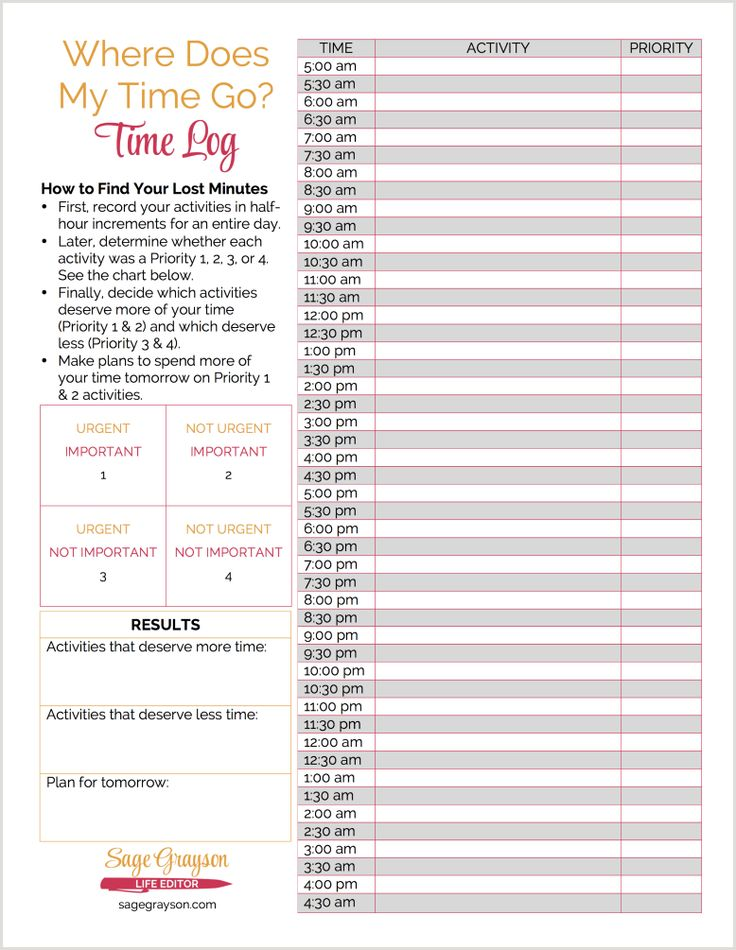 Where Does
My Time Go?
Time Log
How to Find Your Lost Minutes
• First, record your activities in half-
hour increments for an entire day.
• Later, determine whether each
activity was a Priority 1, 2, 3, or 4.
See the chart below.
• Finally, decide which activities
deserve more of your time
(Priority 1 & 2) and which deserve
less (Priority 3 & 4).
• Make plans to spend more of
your time tomorrow on Priority 1
& 2 activities.
URGENT
IMPORTANT
1
NOT URGENT
IMPORTANT
2
URGENT
NOT IMPORTANT
3
NOT URGENT
NOT IMPORTANT
4
RESULTS
Activities that deserve more time:
Activities that deserve less time:
Plan for tomorrow:
Sage Grayson
LIFE EDITOR
sagegrayson.com
TIME ACTIVITY PRIORITY
5:00 am
5:30 am
6:00 am
6:30 am
7:00 am
7:30 am
8:00 am
8:30 am
9:00 am
9:30 am
10:00 am
10:30 am
11:00 am
11:30 am
12:00 pm
12:30 pm
1:00 pm
1:30 pm
2:00 pm
2:30 pm
3:00 pm
3:30 pm
4:00 pm
4:30 pm
5:00 pm
5:30 pm
6:00 pm
6:30 pm
7:00 pm
7:30 pm
8:00 pm
8:30 pm
9:00 pm
9:30 pm
10:00 pm
10:30 pm
11:00 pm
11:30 pm
12:00 am
12:30 am
1:00 am
1:30 am
2:00 am
2:30 am
3:00 am
3:30 am
4:00 pm
4:30 am